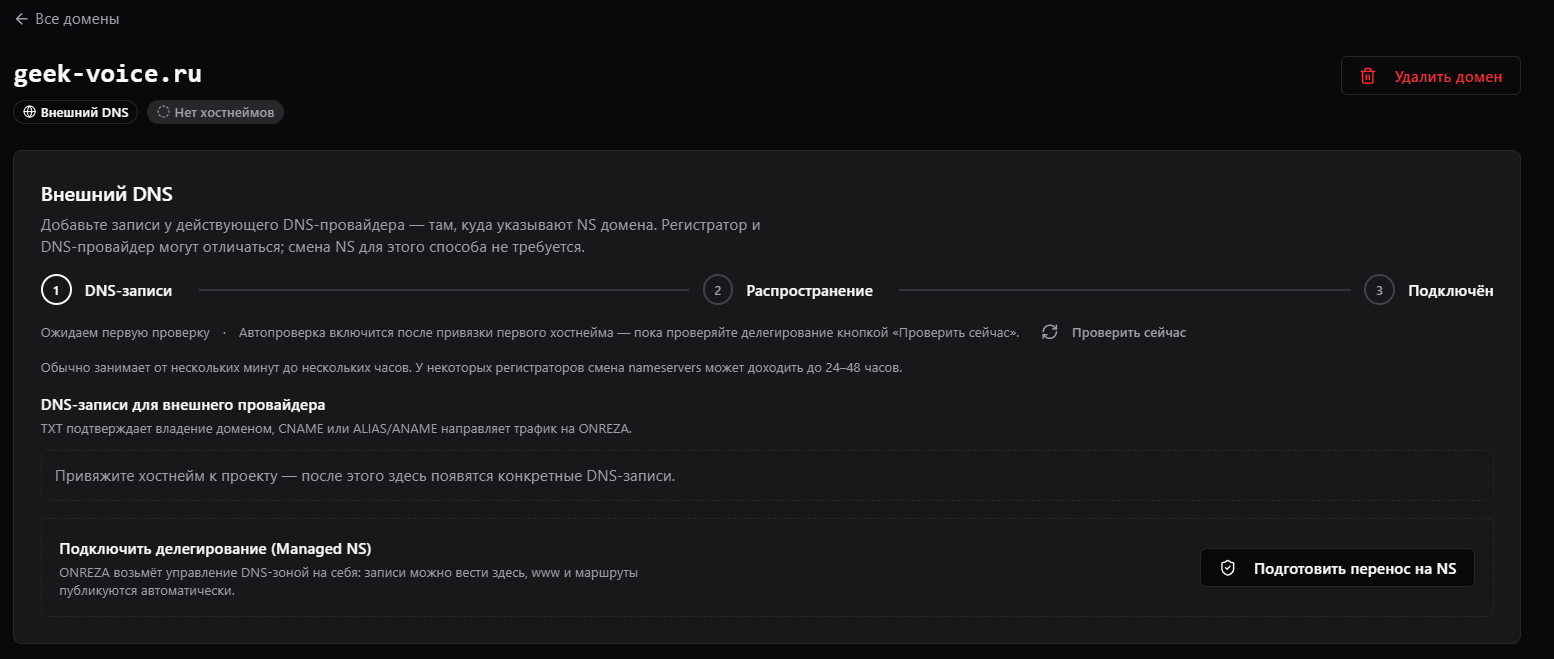 ← Все домены
geek-voice.ru
Удалить домен
Внешний DNS
Нет хостнеймов
Внешний DNS
Добавьте записи у действующего DNS-провайдера — там, куда указывают NS домена. Регистратор и
DNS-провайдер могут отличаться; смена NS для этого способа не требуется.
1 DNS-записи
2 Распространение
3 Подключён
Ожидаем первую проверку · Автопроверка включится после привязки первого хостнейма — пока проверяйте делегирование кнопкой «Проверить сейчас». Проверить сейчас
Обычно занимает от нескольких минут до нескольких часов. У некоторых регистраторов смена nameservers может доходить до 24–48 часов.
DNS-записи для внешнего провайдера
TXT подтверждает владение доменом, CNAME или ALIAS/ANAME направляет трафик на ONREZA.
Привяжите хостнейм к проекту — после этого здесь появятся конкретные DNS-записи.
Подключить делегирование (Managed NS)
ONREZA возьмёт управление DNS-зоной на себя: записи можно вести здесь, www и маршруты
публикуются автоматически.
Подготовить перенос на NS